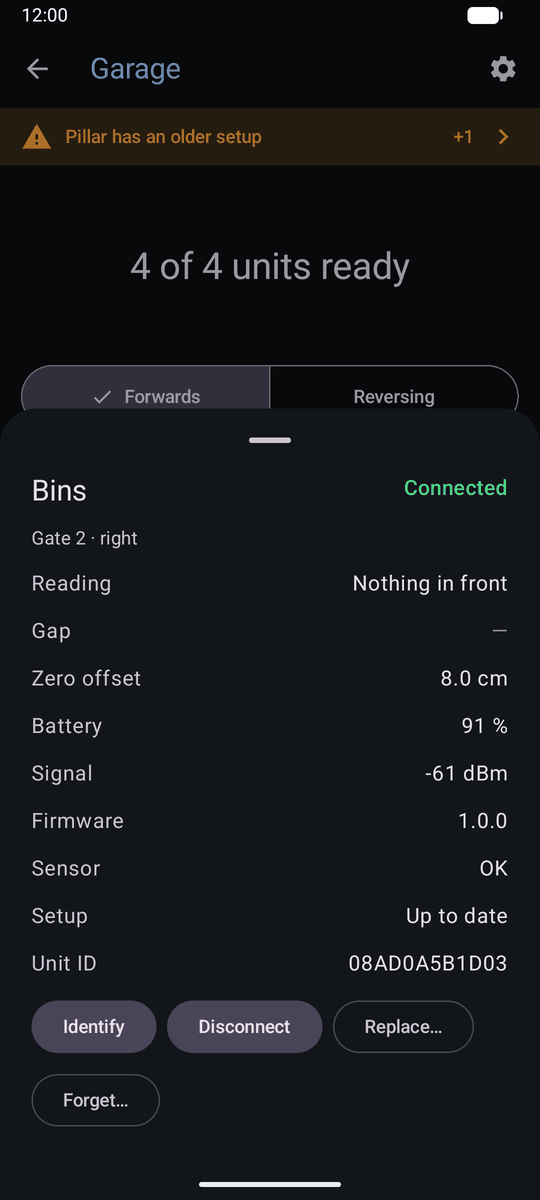 12:00
Garage
Pillar has an older setup +1
4 of 4 units ready
Forwards Reversing
Bins Connected
Gate 2 · right
Reading Nothing in front
Gap —
Zero offset 8.0 cm
Battery 91 %
Signal -61 dBm
Firmware 1.0.0
Sensor OK
Setup Up to date
Unit ID 08AD0A5B1D03
Identify Disconnect Replace...
Forget...